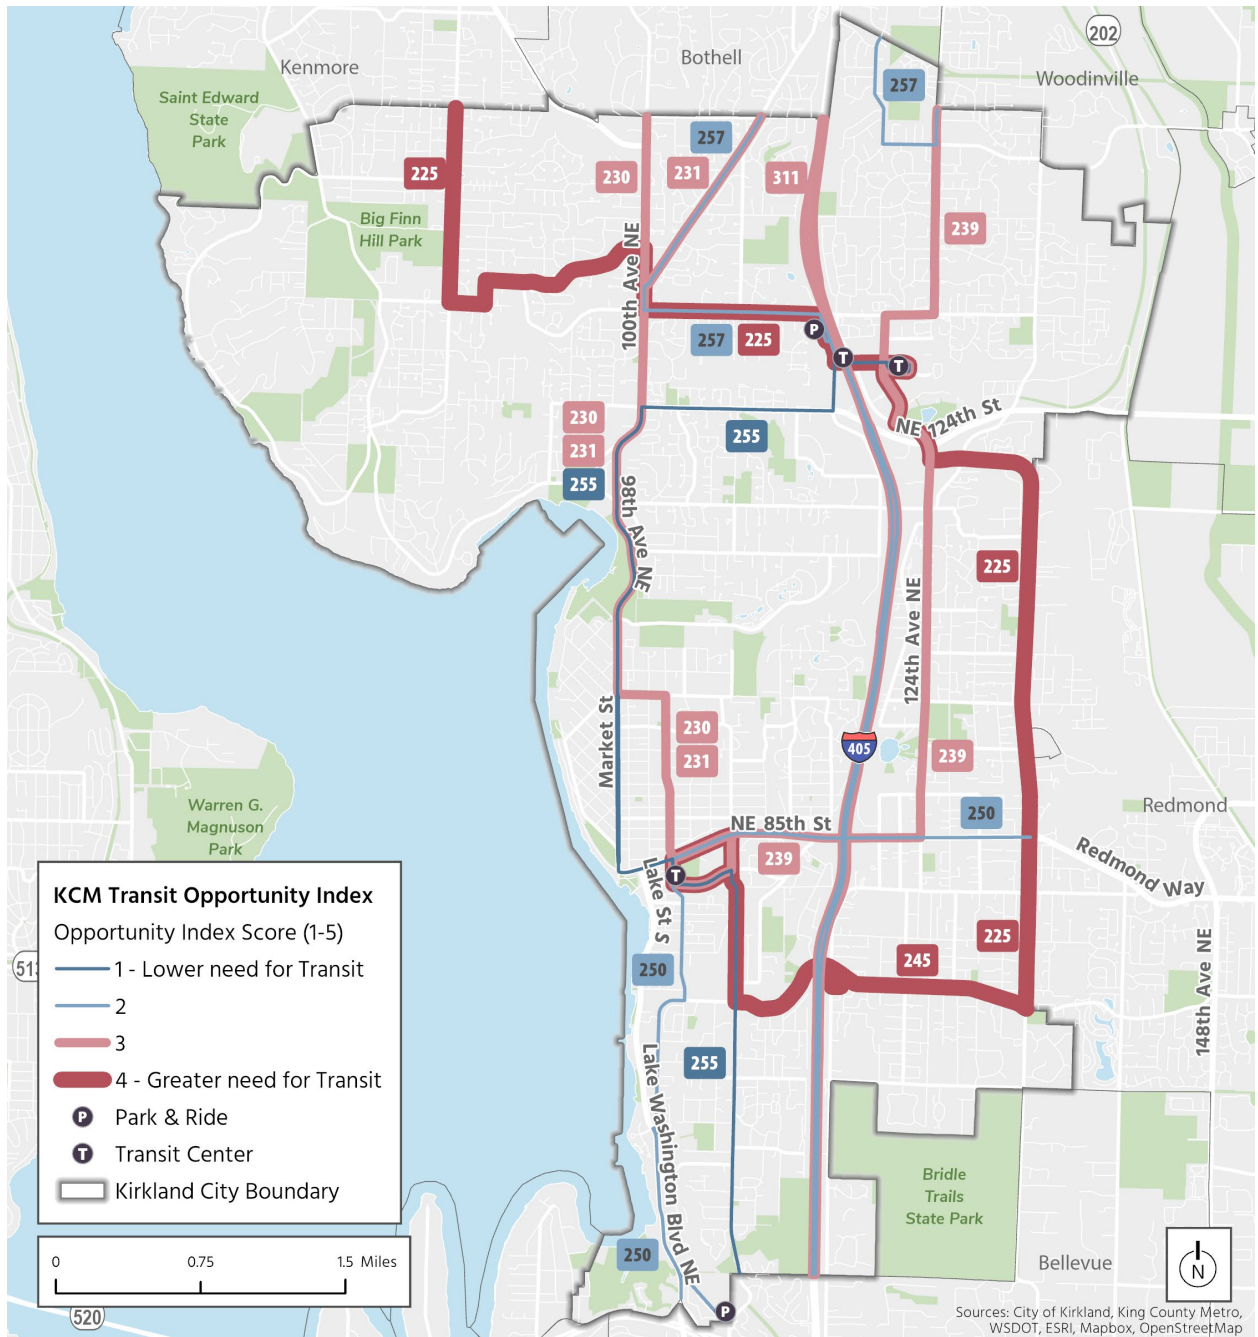 Kenmore
Bothell
202
Woodinville
Saint Edward
State
Park
257
257
225
230
231
311
Big Finn
Hill Park
239
100th Ave NE
P
257
225
T
T
230
NE 124th St
231
255
255
98th Ave NE
225
124th Ave NE
Market St
230
231
405
239
Warren G.
Magnuson
Park
Redmond
250
NE 85th St
239
Redmond Way
T
Lake St S
225
245
148th Ave NE
250
255
Lake Washington Blvd NE
Bridle
Trails
State Park
250
Bellevue
P
513
KCM Transit Opportunity Index
Opportunity Index Score (1-5)
1 - Lower need for Transit
2
3
4 - Greater need for Transit
P Park & Ride
T Transit Center
Kirkland City Boundary
0 0.75 1.5 Miles
520
N
Sources: City of Kirkland, King County Metro,
WSDOT, ESRI, Mapbox, OpenStreetMap